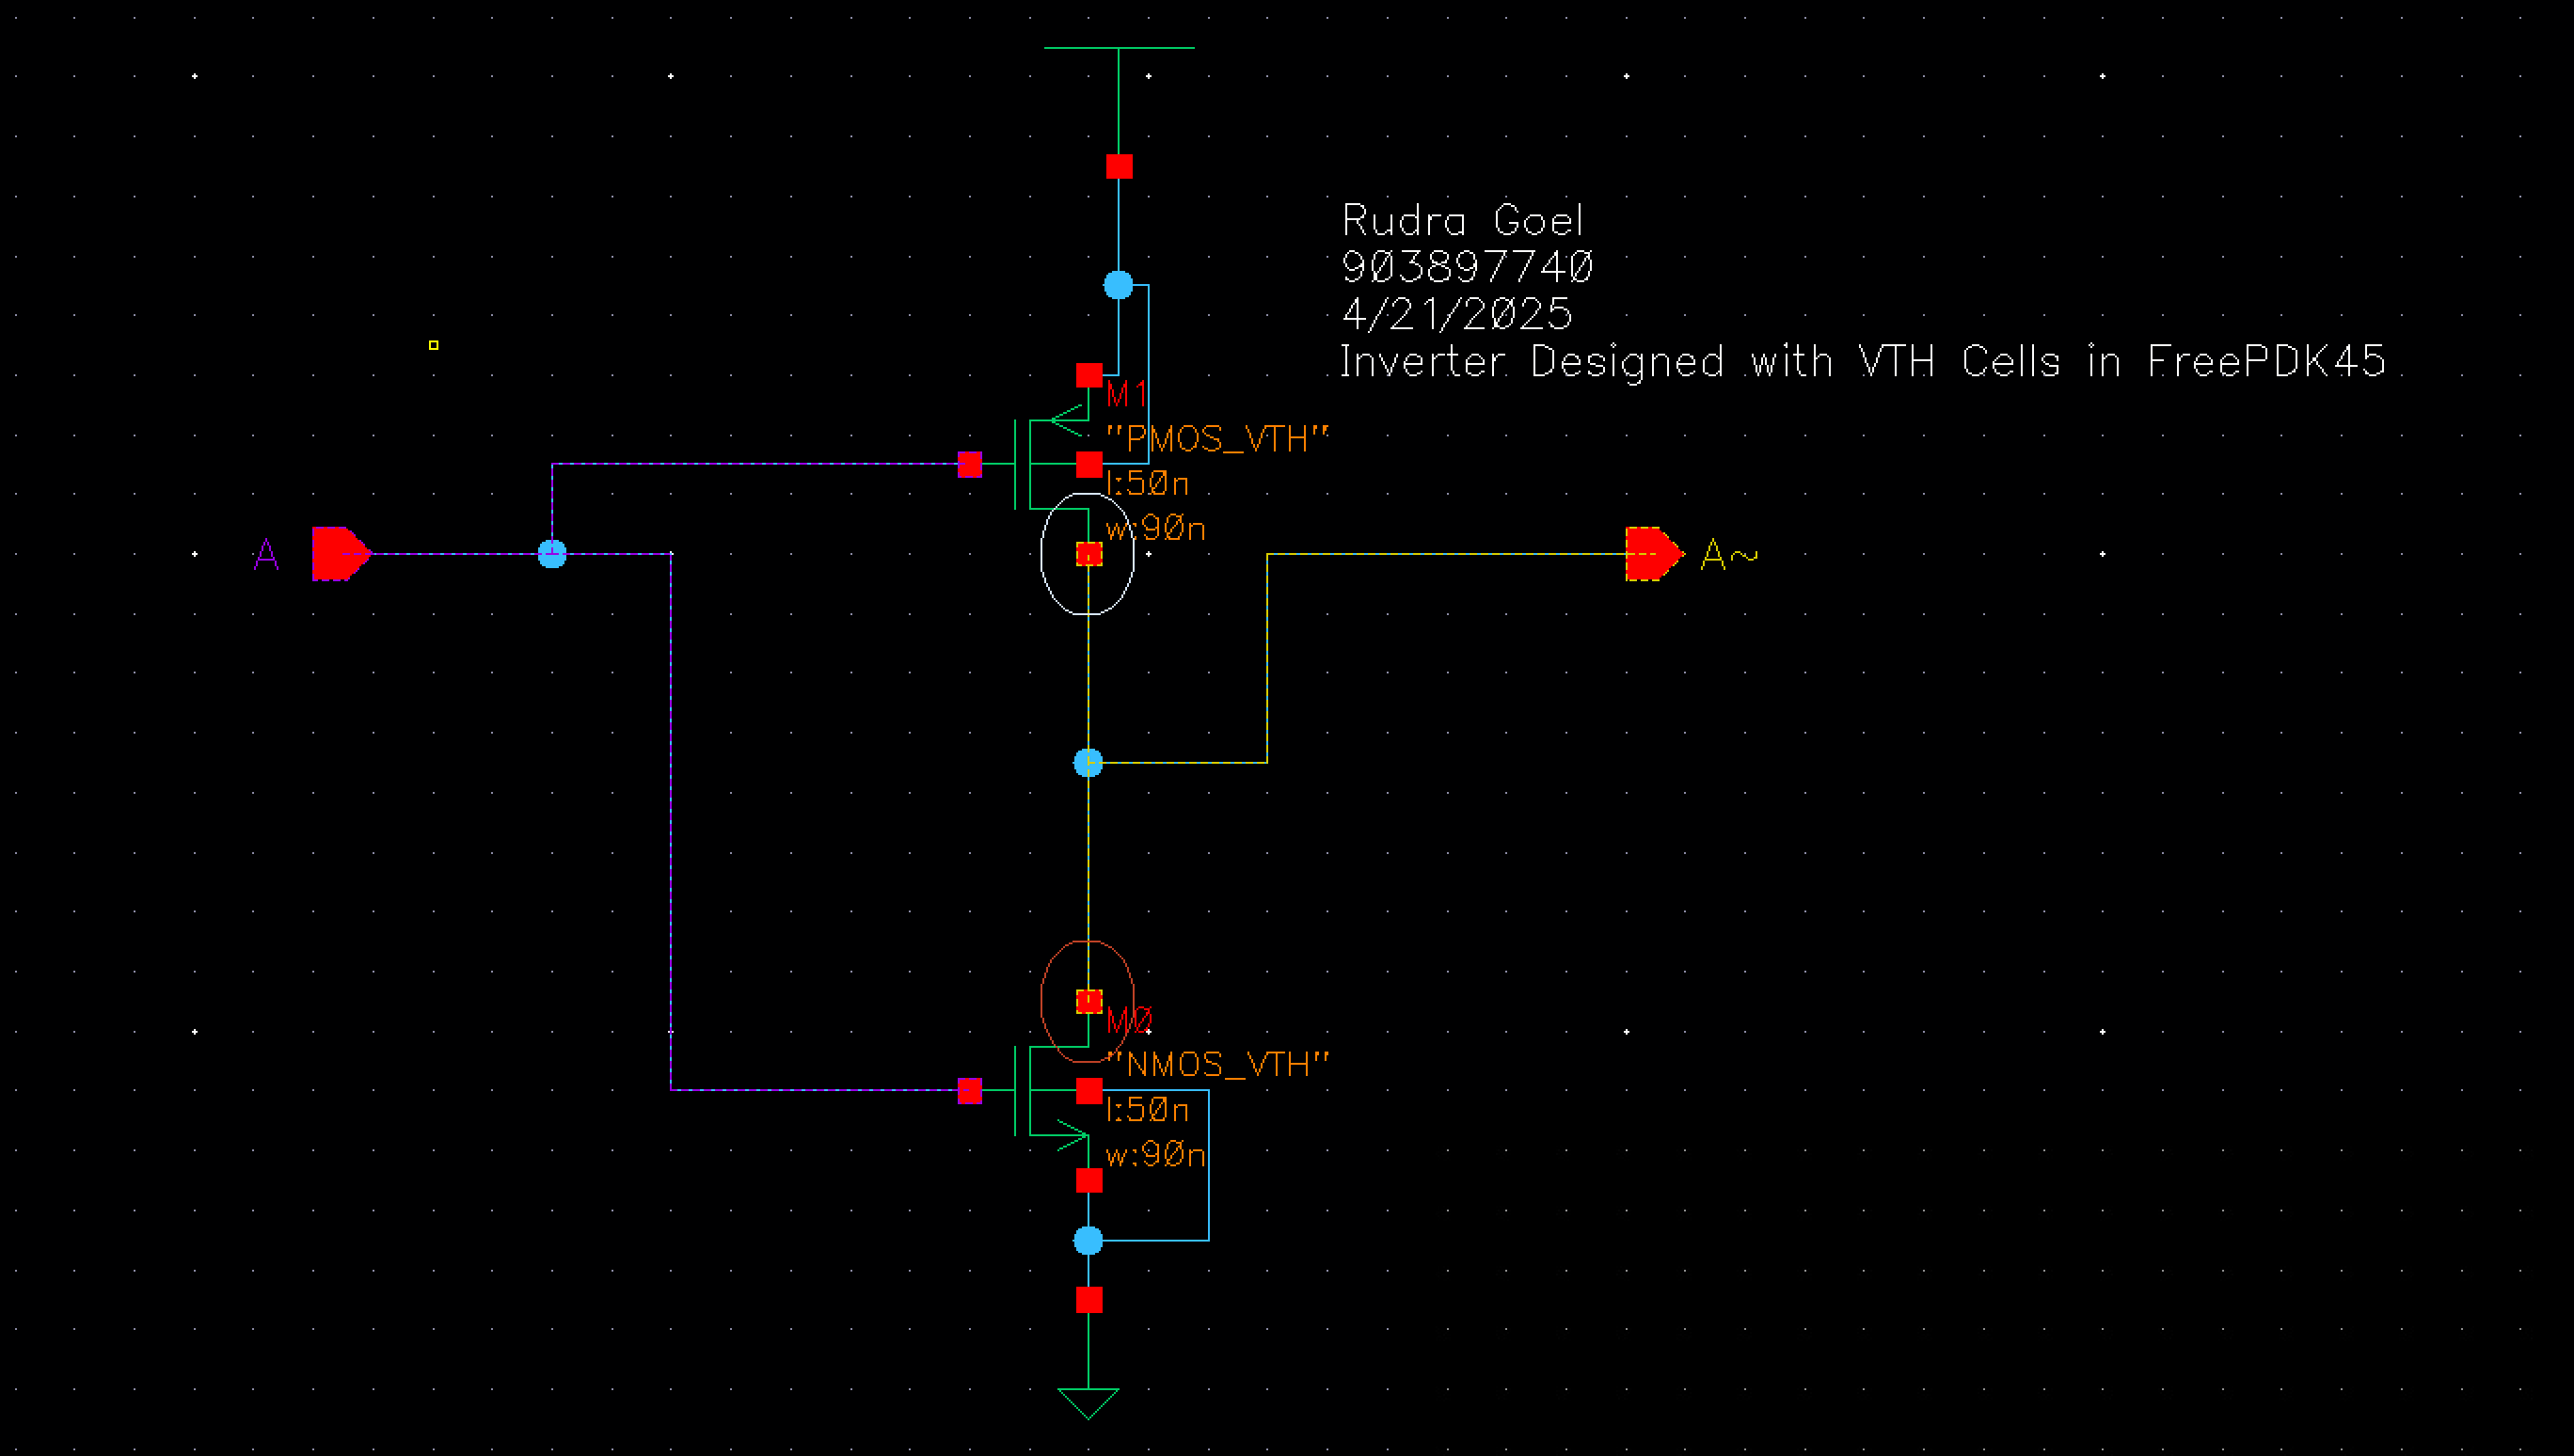 Rudra Goel
903897740
4/21/2025
Inverter Designed with VTH Cells in FreePDK45
M1
"PMOS_VTH"
l:50n
w:90n
A
A~
M0
"NMOS_VTH"
l:50n
w:90n